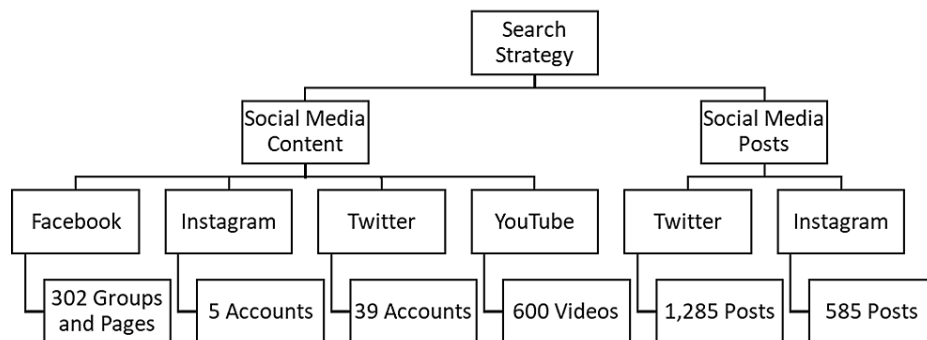 Search
Strategy
Social Media
Content
Social Media
Posts
Facebook
Instagram
Twitter
YouTube
Twitter
Instagram
302 Groups
and Pages
5 Accounts
39 Accounts
600 Videos
1,285 Posts
585 Posts